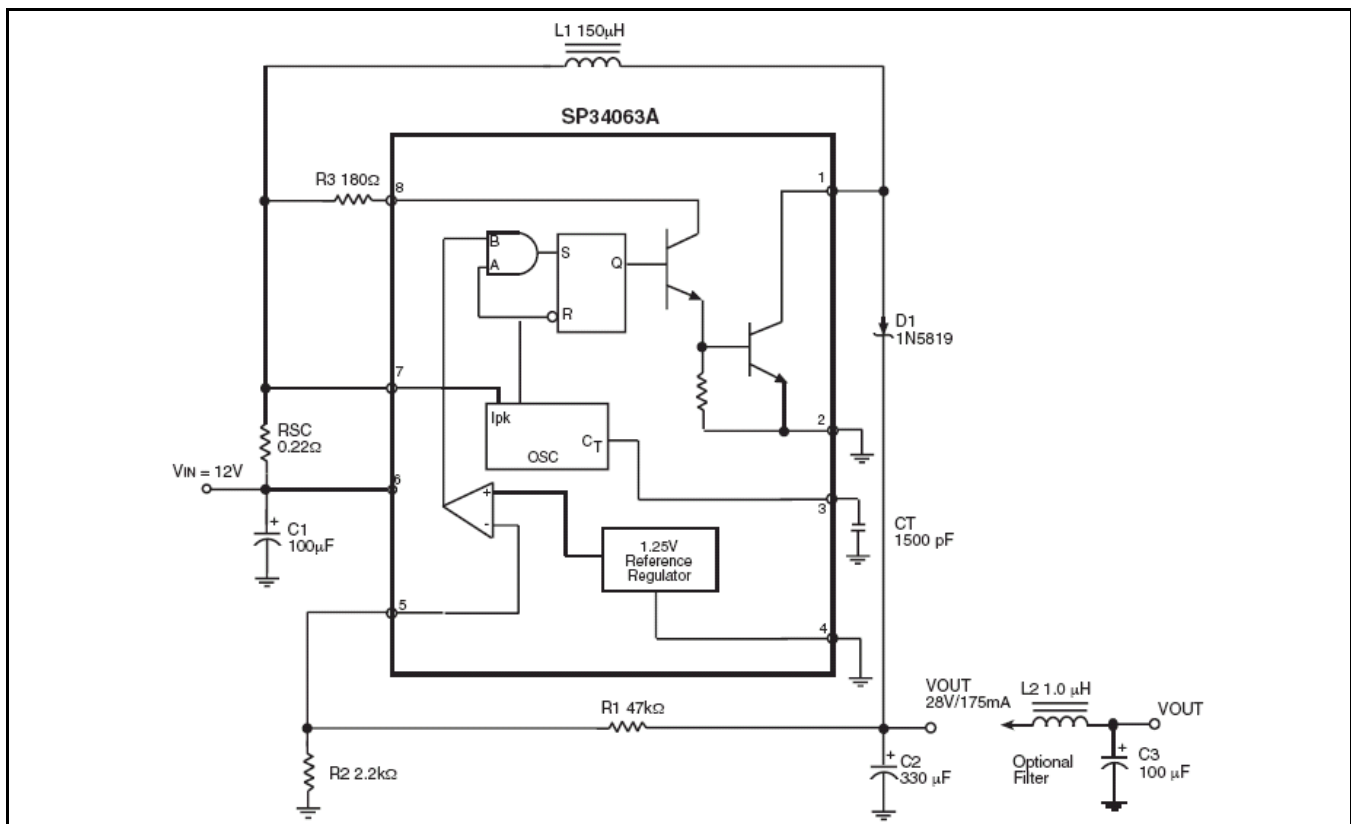 L1 150µH
SP34063A
R3 180Ω
8
1
B
A
S
Q
R
D1
1N5819
7
Ipk
CT
OSC
2
RSC
0.22Ω
VIN = 12V
6
+
C1
100µF
+
-
3
CT
1500 pF
1.25V
Reference
Regulator
5
4
VOUT
28V/175mA
L2 1.0 µH
VOUT
R1 47kΩ
R2 2.2kΩ
+
C2
330 µF
Optional
Filter
+
C3
100 µF